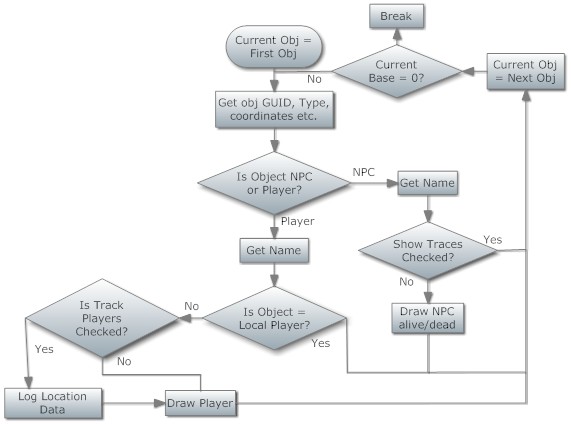 Break
Current Obj =
First Obj
Current
Base = 0?
Current Obj
= Next Obj
No
Get obj GUID, Type,
coordinates etc.
Is Object NPC
or Player?
NPC
Get Name
Player
Get Name
Show Traces
Checked?
Yes
No
Is Track
Players
Checked?
No
Is Object =
Local Player?
Draw NPC
alive/dead
Yes
Yes
No
Log Location
Data
Draw Player